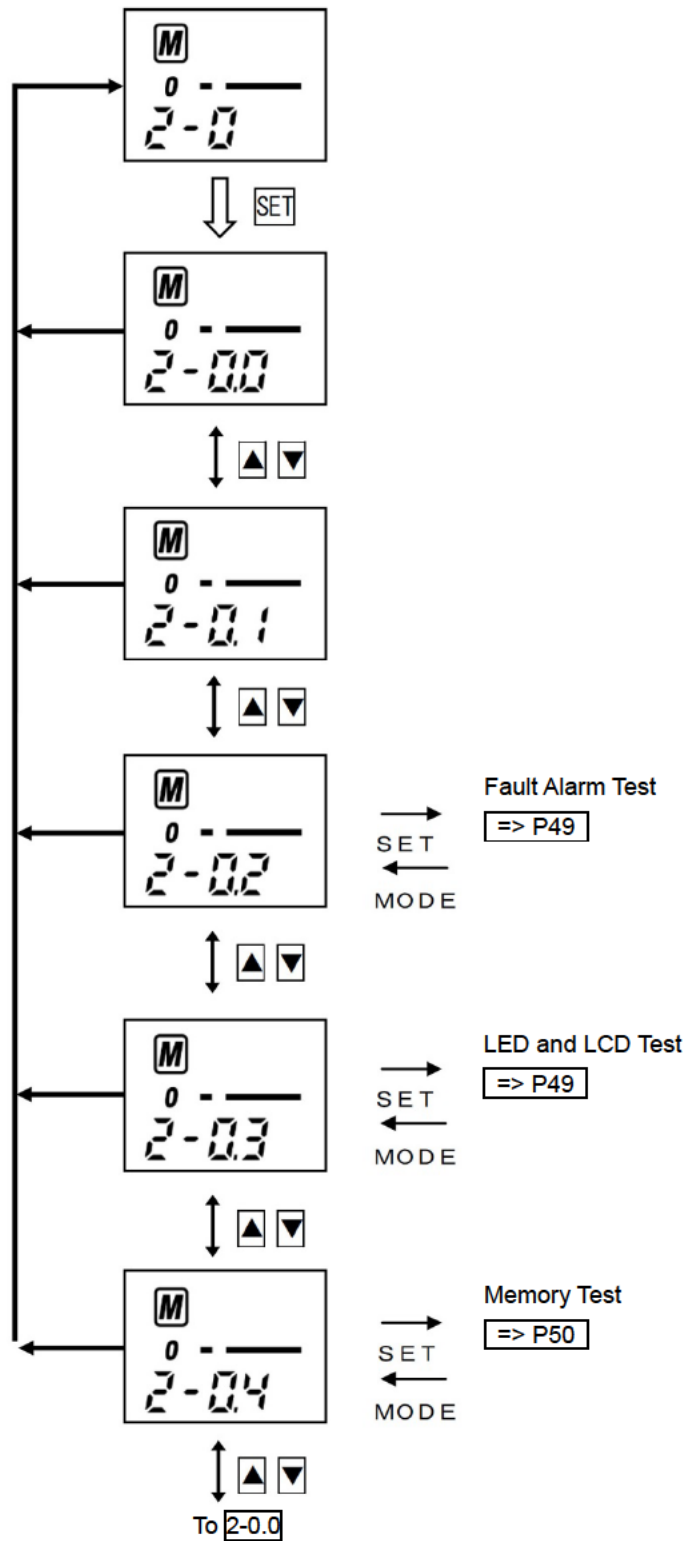 M
0
2-0
SET
M
0
2-0.0
▲ ▼
M
0
2-0.1
▲ ▼
M
0
2-0.2
SET
MODE
Fault Alarm Test
=> P49
▲ ▼
M
0
2-0.3
SET
MODE
LED and LCD Test
=> P49
▲ ▼
M
0
2-0.4
SET
MODE
Memory Test
=> P50
▲ ▼
To 2-0.0